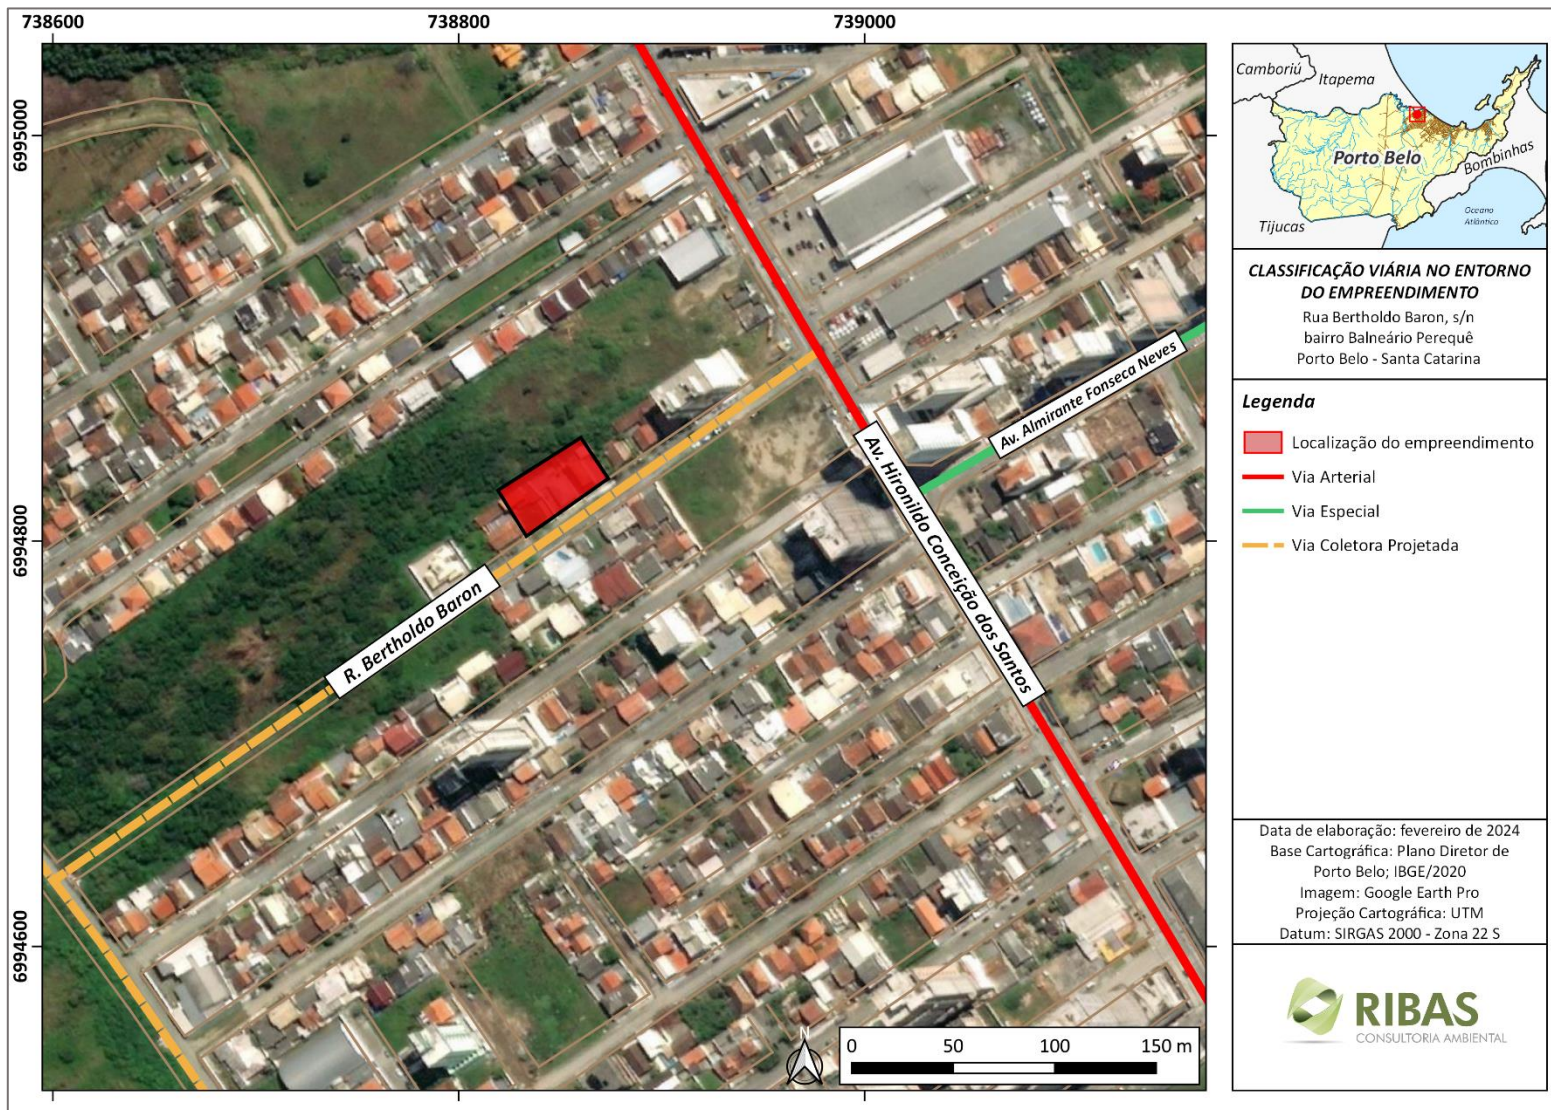 738600
738800
739000
6995000
6994800
6994600
Av. Almirante Fonseca Neves
Av. Hironildo Conceição dos Santos
R. Bertholdo Baron
N
0 50 100 150 m
Camboriú
Itapema
Porto Belo
Bombinhas
Tijucas
Oceano
Atlântico
CLASSIFICAÇÃO VIÁRIA NO ENTORNO
DO EMPREENDIMENTO
Rua Bertholdo Baron, s/n
bairro Balneário Perequê
Porto Belo - Santa Catarina
Legenda
Localização do empreendimento
Via Arterial
Via Especial
Via Coletora Projetada
Data de elaboração: fevereiro de 2024
Base Cartográfica: Plano Diretor de
Porto Belo; IBGE/2020
Imagem: Google Earth Pro
Projeção Cartográfica: UTM
Datum: SIRGAS 2000 - Zona 22 S
RIBAS
CONSULTORIA AMBIENTAL